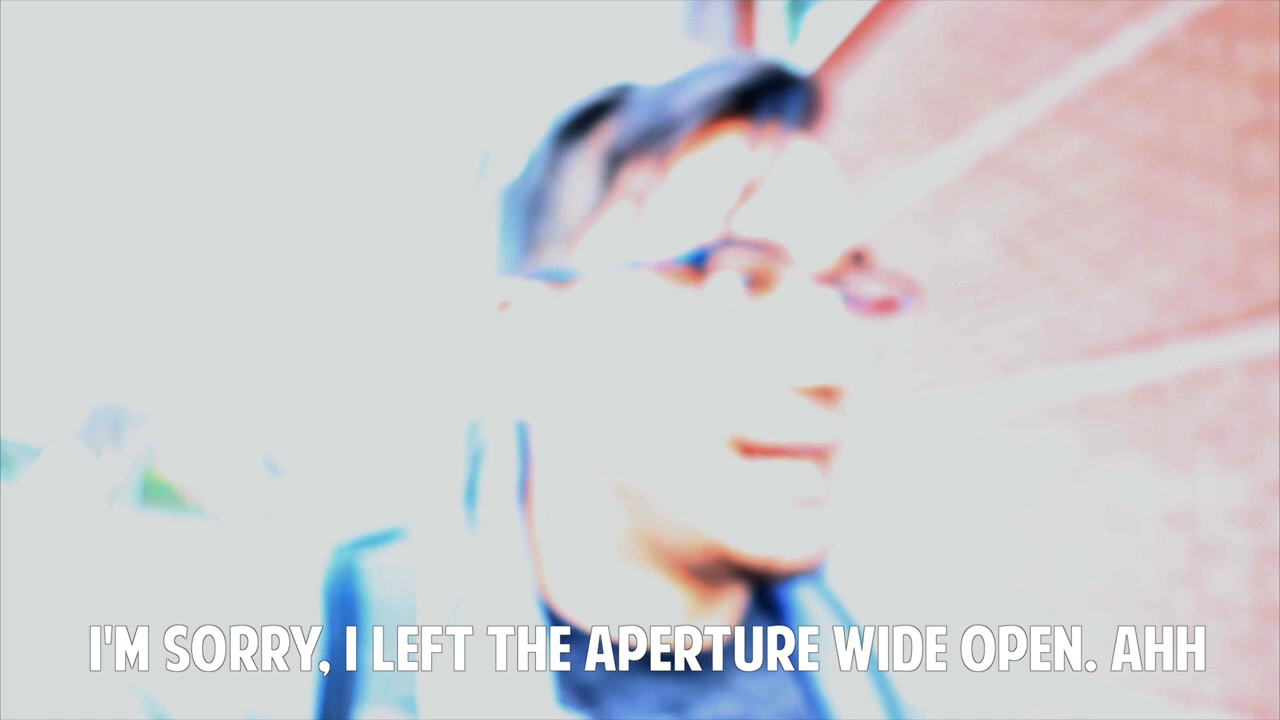 I'M SORRY, I LEFT THE APERTURE WIDE OPEN. AHH